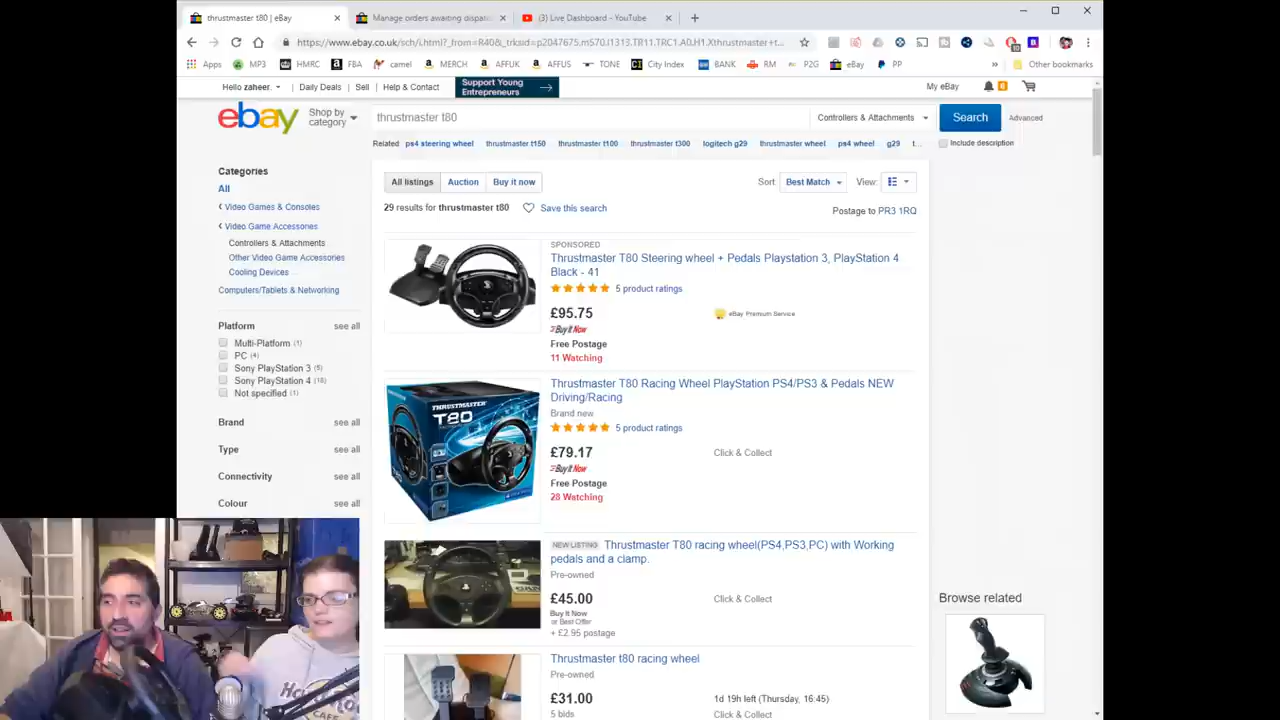 thrustmaster t80 | eBay
Manage orders awaiting dispatc
(3) Live Dashboard - YouTube
https://www.ebay.co.uk/sch/i.html?_from=R40&_trksid=p2047675.m570.l1313.TR11.TRC1.A0.H1.Xthrustmaster+t...
Apps MP3 HMRC FBA camel MERCH AFFUK AFFUS TONE City Index BANK RM P2G eBay PP » Other bookmarks
Hello zaheer. Daily Deals Sell Help & Contact
Support Young
Entrepreneurs
My eBay
ebay
Shop by
category
thrustmaster t80
Controllers & Attachments
Search
Advanced
Related: ps4 steering wheel thrustmaster t150 thrustmaster t100 thrustmaster t300 logitech g29 thrustmaster wheel ps4 wheel g29 t...
Include description
Categories
All
Video Games & Consoles
Video Game Accessories
Controllers & Attachments
Other Video Game Accessories
Cooling Devices
Computers/Tablets & Networking
Platform see all
Multi-Platform (1)
PC (4)
Sony PlayStation 3 (5)
Sony PlayStation 4 (18)
Not specified (1)
Brand see all
Type see all
Connectivity see all
Colour see all
All listings Auction Buy it now
Sort Best Match View:
29 results for thrustmaster t80 Save this search
Postage to PR3 1RQ
SPONSORED
Thrustmaster T80 Steering wheel + Pedals Playstation 3, PlayStation 4
Black - 41
5 product ratings
£95.75
eBay Premium Service
Buy It Now
Free Postage
11 Watching
THRUSTMASTER
T80
Thrustmaster T80 Racing Wheel PlayStation PS4/PS3 & Pedals NEW
Driving/Racing
Brand new
5 product ratings
£79.17
Click & Collect
Buy It Now
Free Postage
28 Watching
NEW LISTING Thrustmaster T80 racing wheel(PS4,PS3,PC) with Working
pedals and a clamp.
Pre-owned
£45.00
Click & Collect
Buy It Now
or Best Offer
+ £2.95 postage
Thrustmaster t80 racing wheel
Pre-owned
£31.00
1d 19h left (Thursday, 16:45)
5 bids
Click & Collect
Browse related